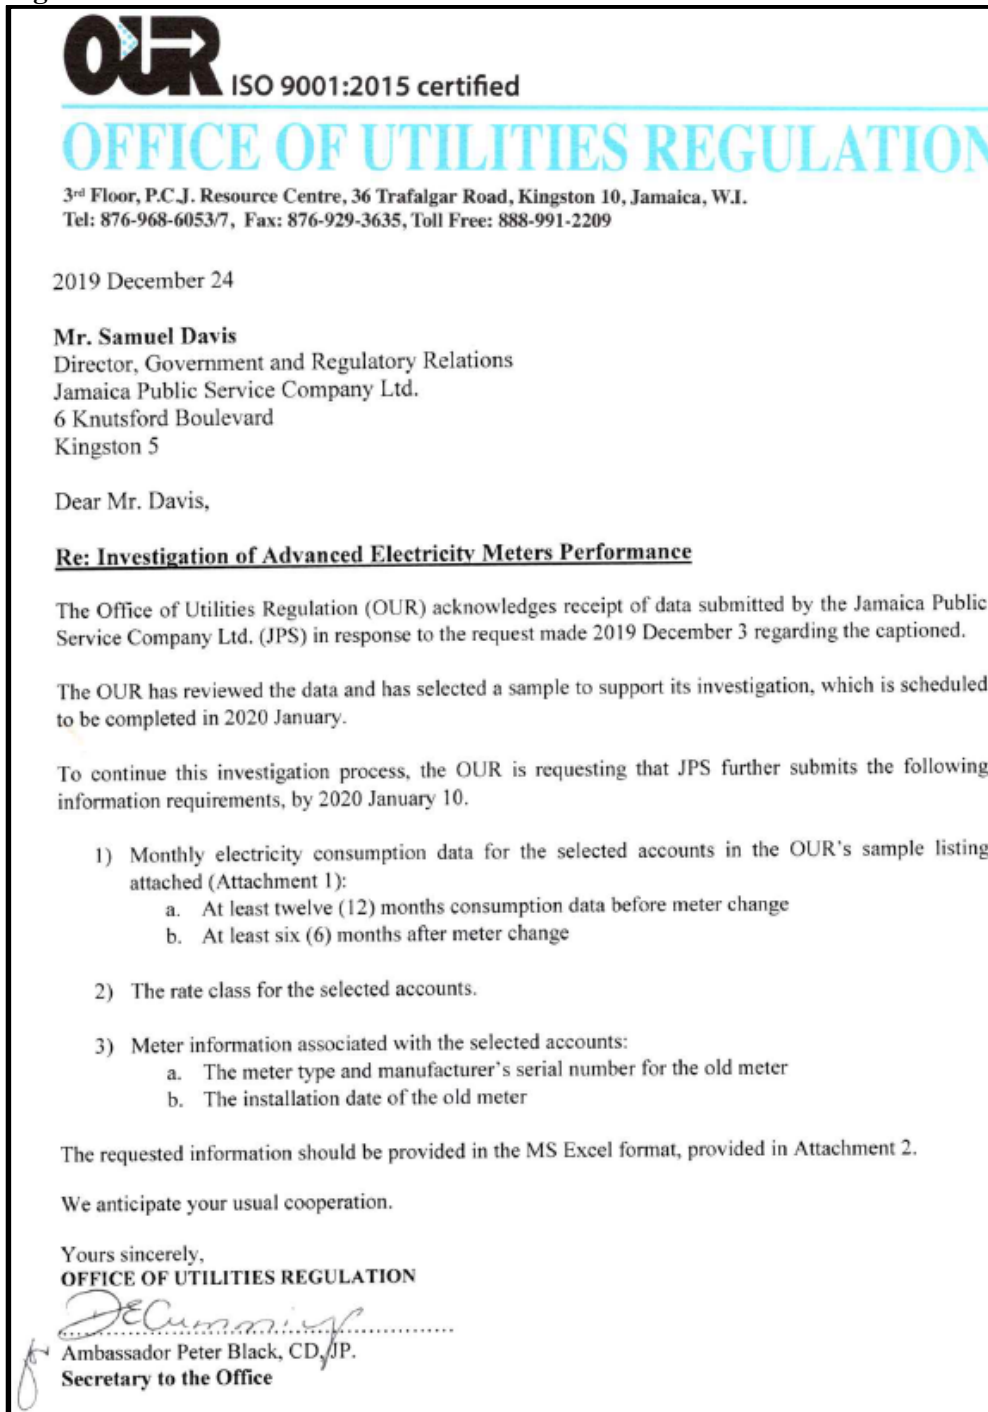 OUR ISO 9001:2015 certified
OFFICE OF UTILITIES REGULATION
3rd Floor, P.C.J. Resource Centre, 36 Trafalgar Road, Kingston 10, Jamaica, W.I.
Tel: 876-968-6053/7, Fax: 876-929-3635, Toll Free: 888-991-2209
2019 December 24
Mr. Samuel Davis
Director, Government and Regulatory Relations
Jamaica Public Service Company Ltd.
6 Knutsford Boulevard
Kingston 5
Dear Mr. Davis,
Re: Investigation of Advanced Electricity Meters Performance
The Office of Utilities Regulation (OUR) acknowledges receipt of data submitted by the Jamaica Public
Service Company Ltd. (JPS) in response to the request made 2019 December 3 regarding the captioned.
The OUR has reviewed the data and has selected a sample to support its investigation, which is scheduled
to be completed in 2020 January.
To continue this investigation process, the OUR is requesting that JPS further submits the following
information requirements, by 2020 January 10.
1) Monthly electricity consumption data for the selected accounts in the OUR's sample listing
attached (Attachment 1):
a. At least twelve (12) months consumption data before meter change
b. At least six (6) months after meter change
2) The rate class for the selected accounts.
3) Meter information associated with the selected accounts:
a. The meter type and manufacturer's serial number for the old meter
b. The installation date of the old meter
The requested information should be provided in the MS Excel format, provided in Attachment 2.
We anticipate your usual cooperation.
Yours sincerely,
OFFICE OF UTILITIES REGULATION
DECummings
for Ambassador Peter Black, CD, JP.
Secretary to the Office